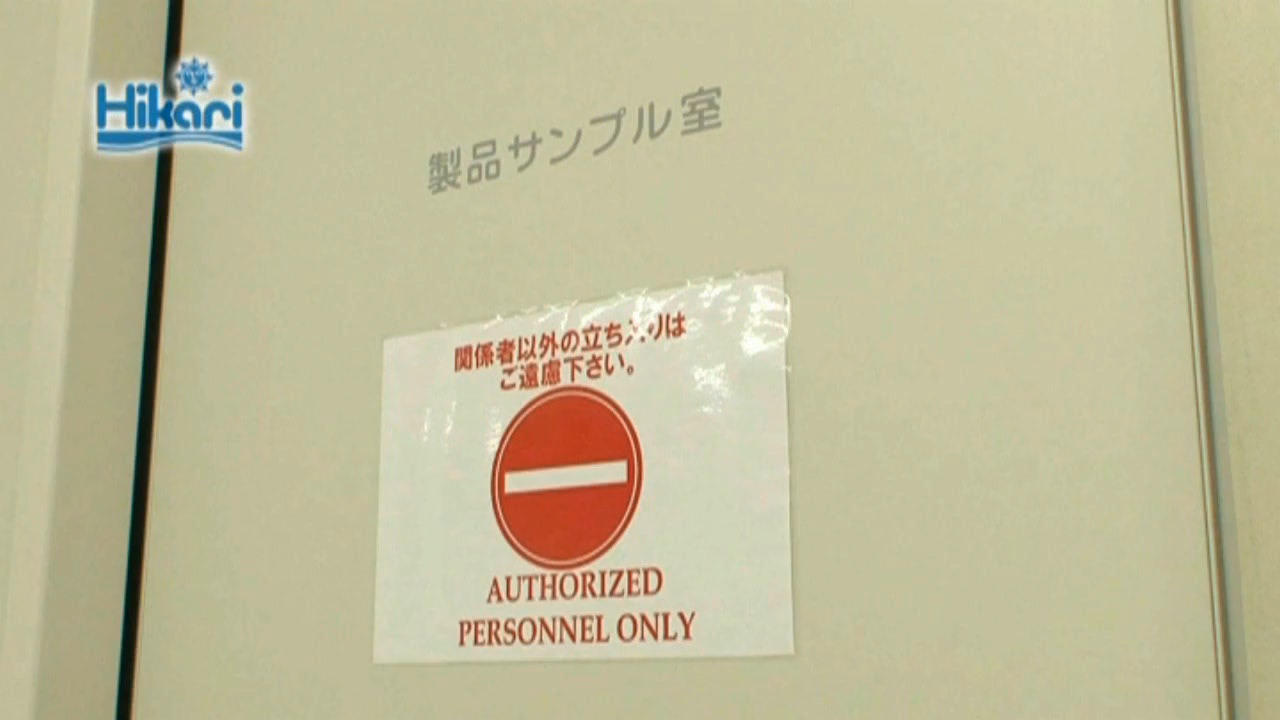 Hikari
製品サンプル室
関係者以外の立ち入りは
ご遠慮下さい。
AUTHORIZED
PERSONNEL ONLY